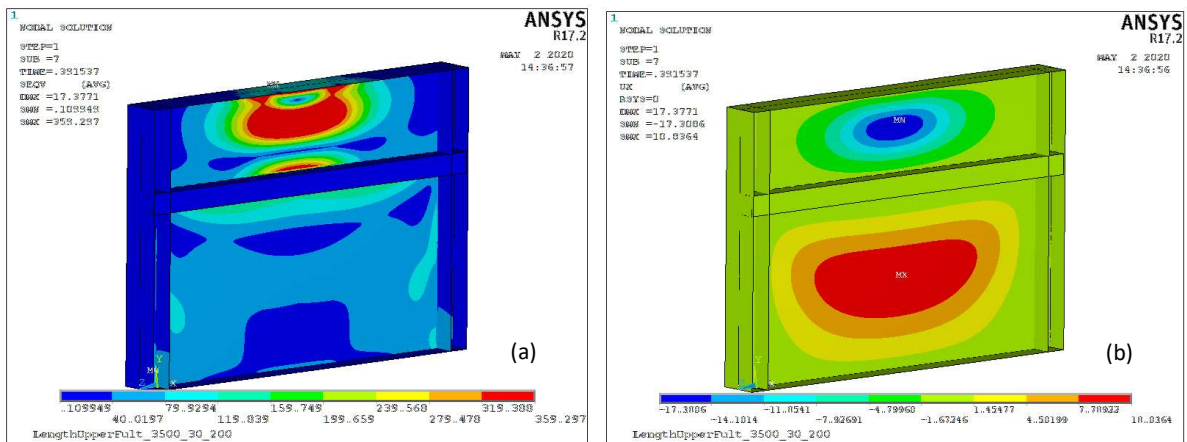 1
NODAL SOLUTION
STEP=1
SUB =7
TIME=.391537
SEQV (AVG)
DMX =17.3771
SMN =.109949
SMX =359.297
ANSYS
R17.2
MAY 2 2020
14:36:57
MN
Y
Z X
.109949 79.9294 159.749 239.568 319.388
40.0197 119.839 199.659 279.478 359.297
LengthUpperFult_3500_30_200
(a)
1
NODAL SOLUTION
STEP=1
SUB =7
TIME=.391537
UX (AVG)
RSYS=0
DMX =17.3771
SMN =-17.3086
SMX =10.8364
ANSYS
R17.2
MAY 2 2020
14:36:56
MN
MX
Y
-17.3086 -11.0541 -4.79968 1.45477 7.70923
-14.1814 -7.92691 -1.67246 4.58199 10.8364
LengthUpperFult_3500_30_200
(b)